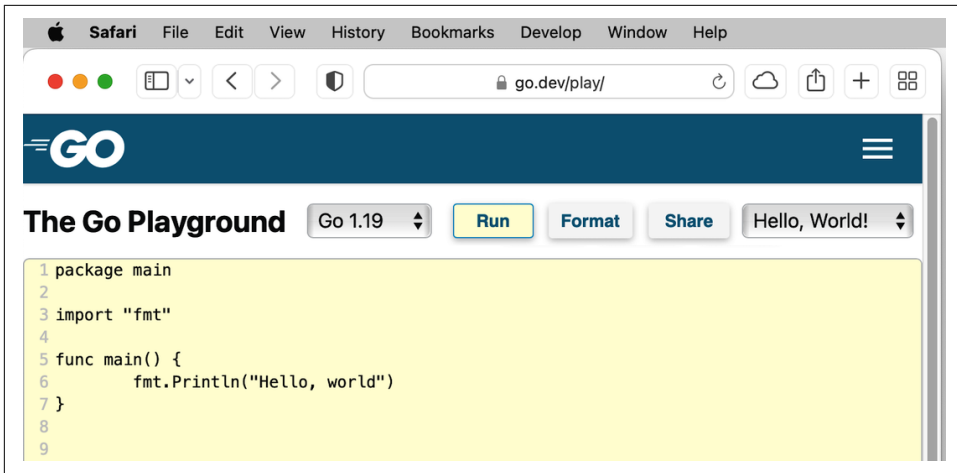 Safari File Edit View History Bookmarks Develop Window Help
go.dev/play/
GO
The Go Playground Go 1.19 Run Format Share Hello, World!
1 package main
2
3 import "fmt"
4
5 func main() {
6 fmt.Println("Hello, world")
7 }
8
9